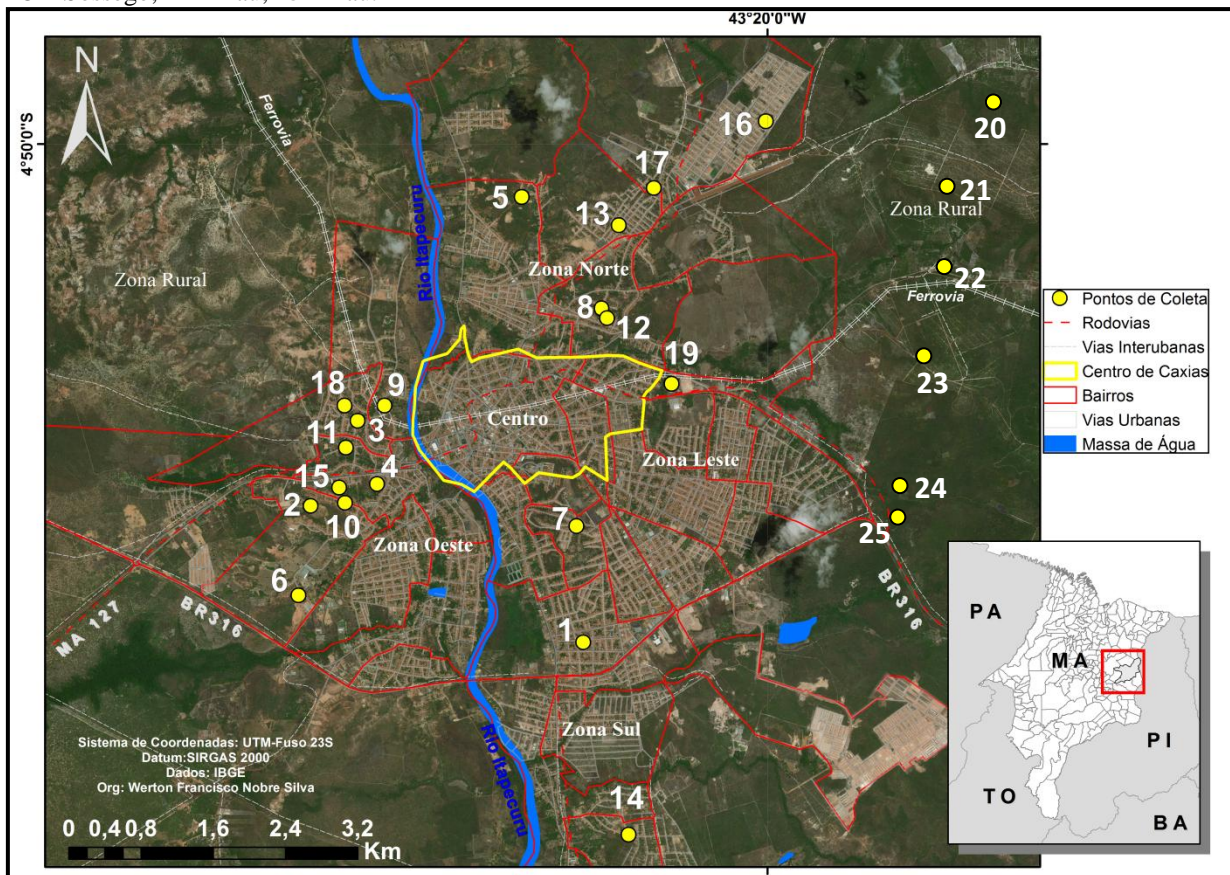 43°20'0"W
4°50'0"S
N
Ferrovia
Rio Itapecuru
Zona Rural
Zona Norte
Zona Rural
Ferrovia
Centro
Zona Leste
Zona Oeste
Zona Sul
Rio Itapecuru
MA 127
BR316
BR316
16
20
17
5
13
21
22
8
12
19
23
18
9
3
11
15
4
2
10
24
7
25
6
1
14
Pontos de Coleta
Rodovias
Vias Interubanas
Centro de Caxias
Bairros
Vias Urbanas
Massa de Água
Sistema de Coordenadas: UTM-Fuso 23S
Datum:SIRGAS 2000
Dados: IBGE
Org: Werton Francisco Nobre Silva
0 0,4 0,8 1,6 2,4 3,2
Km
PA
MA
PI
TO
BA